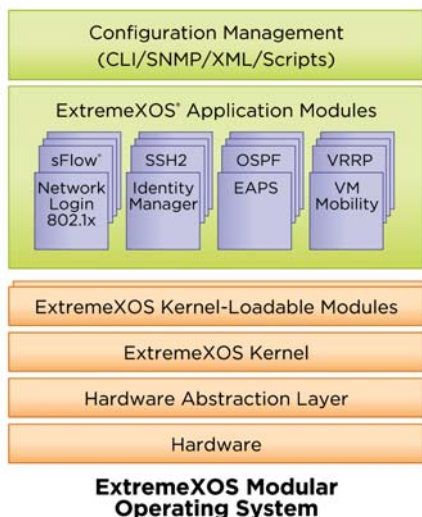 Configuration Management
(CLI/SNMP/XML/Scripts)
ExtremeXOS® Application Modules
sFlow®
SSH2
OSPF
VRRP
Network
Login
802.1x
Identity
Manager
EAPS
VM
Mobility
ExtremeXOS Kernel-Loadable Modules
ExtremeXOS Kernel
Hardware Abstraction Layer
Hardware
ExtremeXOS Modular
Operating System